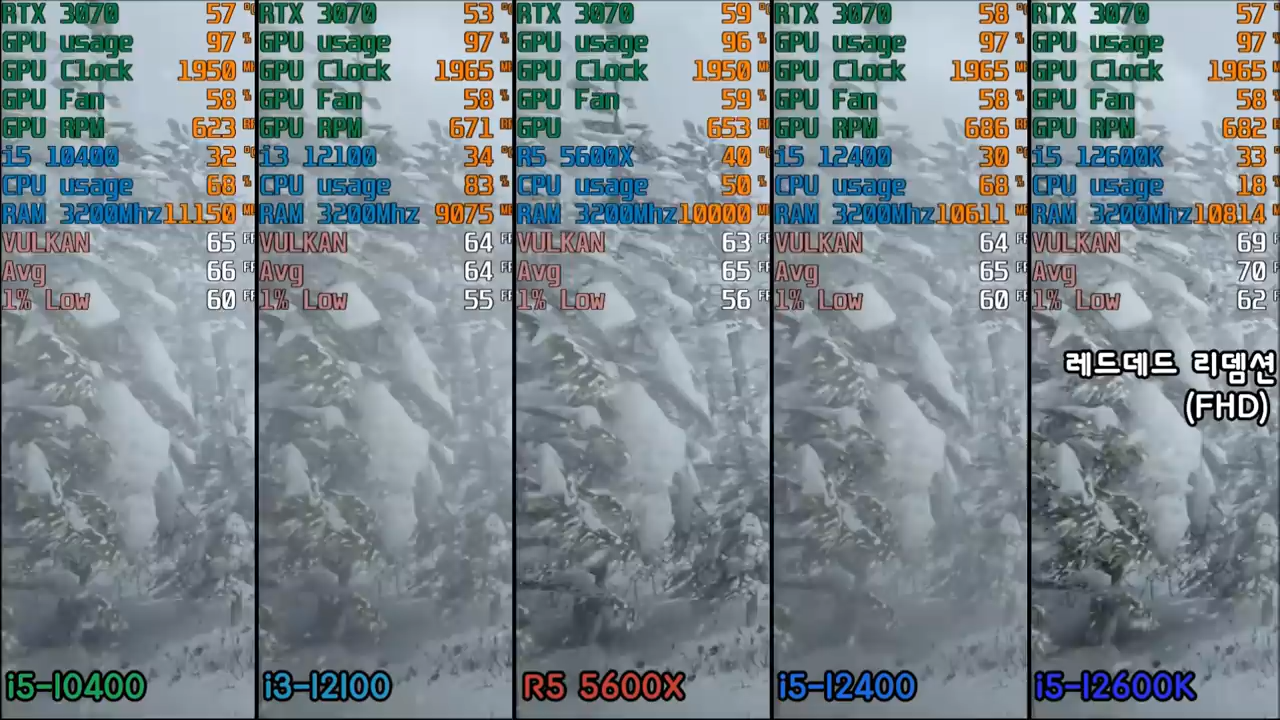 RTX 3070 57 °C
GPU usage 97 %
GPU Clock 1950
GPU Fan 58 %
GPU RPM 623
i5 10400 32 °C
CPU usage 68 %
RAM 3200Mhz 11150
VULKAN 65
Avg 66
1% Low 60
i5-10400
RTX 3070 53 °C
GPU usage 97 %
GPU Clock 1965
GPU Fan 58 %
GPU RPM 671
i3 12100 34 °C
CPU usage 83 %
RAM 3200Mhz 9075
VULKAN 64
Avg 64
1% Low 55
i3-12100
RTX 3070 59 °C
GPU usage 96 %
GPU Clock 1950
GPU Fan 59 %
GPU 653
R5 5600X 40 °C
CPU usage 50 %
RAM 3200Mhz 10000
VULKAN 63
Avg 65
1% Low 56
R5 5600X
RTX 3070 58 °C
GPU usage 97 %
GPU Clock 1965
GPU Fan 58 %
GPU RPM 686
i5 12400 30 °C
CPU usage 68 %
RAM 3200Mhz 10611
VULKAN 64
Avg 65
1% Low 60
i5-12400
RTX 3070 57 °C
GPU usage 97 %
GPU Clock 1965
GPU Fan 58 %
GPU RPM 682
i5 12600K 33 °C
CPU usage 18 %
RAM 3200Mhz 10814
VULKAN 69
Avg 70
1% Low 62
레드데드 리뎀션
(FHD)
i5-12600K